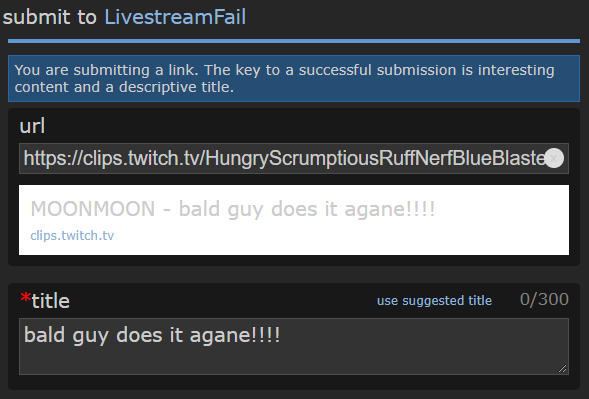 submit to LivestreamFail
You are submitting a link. The key to a successful submission is interesting
content and a descriptive title.
url
https://clips.twitch.tv/HungryScrumptiousRuffNerfBlueBlaste
MOONMOON - bald guy does it agane!!!!
clips.twitch.tv
*title use suggested title 0/300
bald guy does it agane!!!!